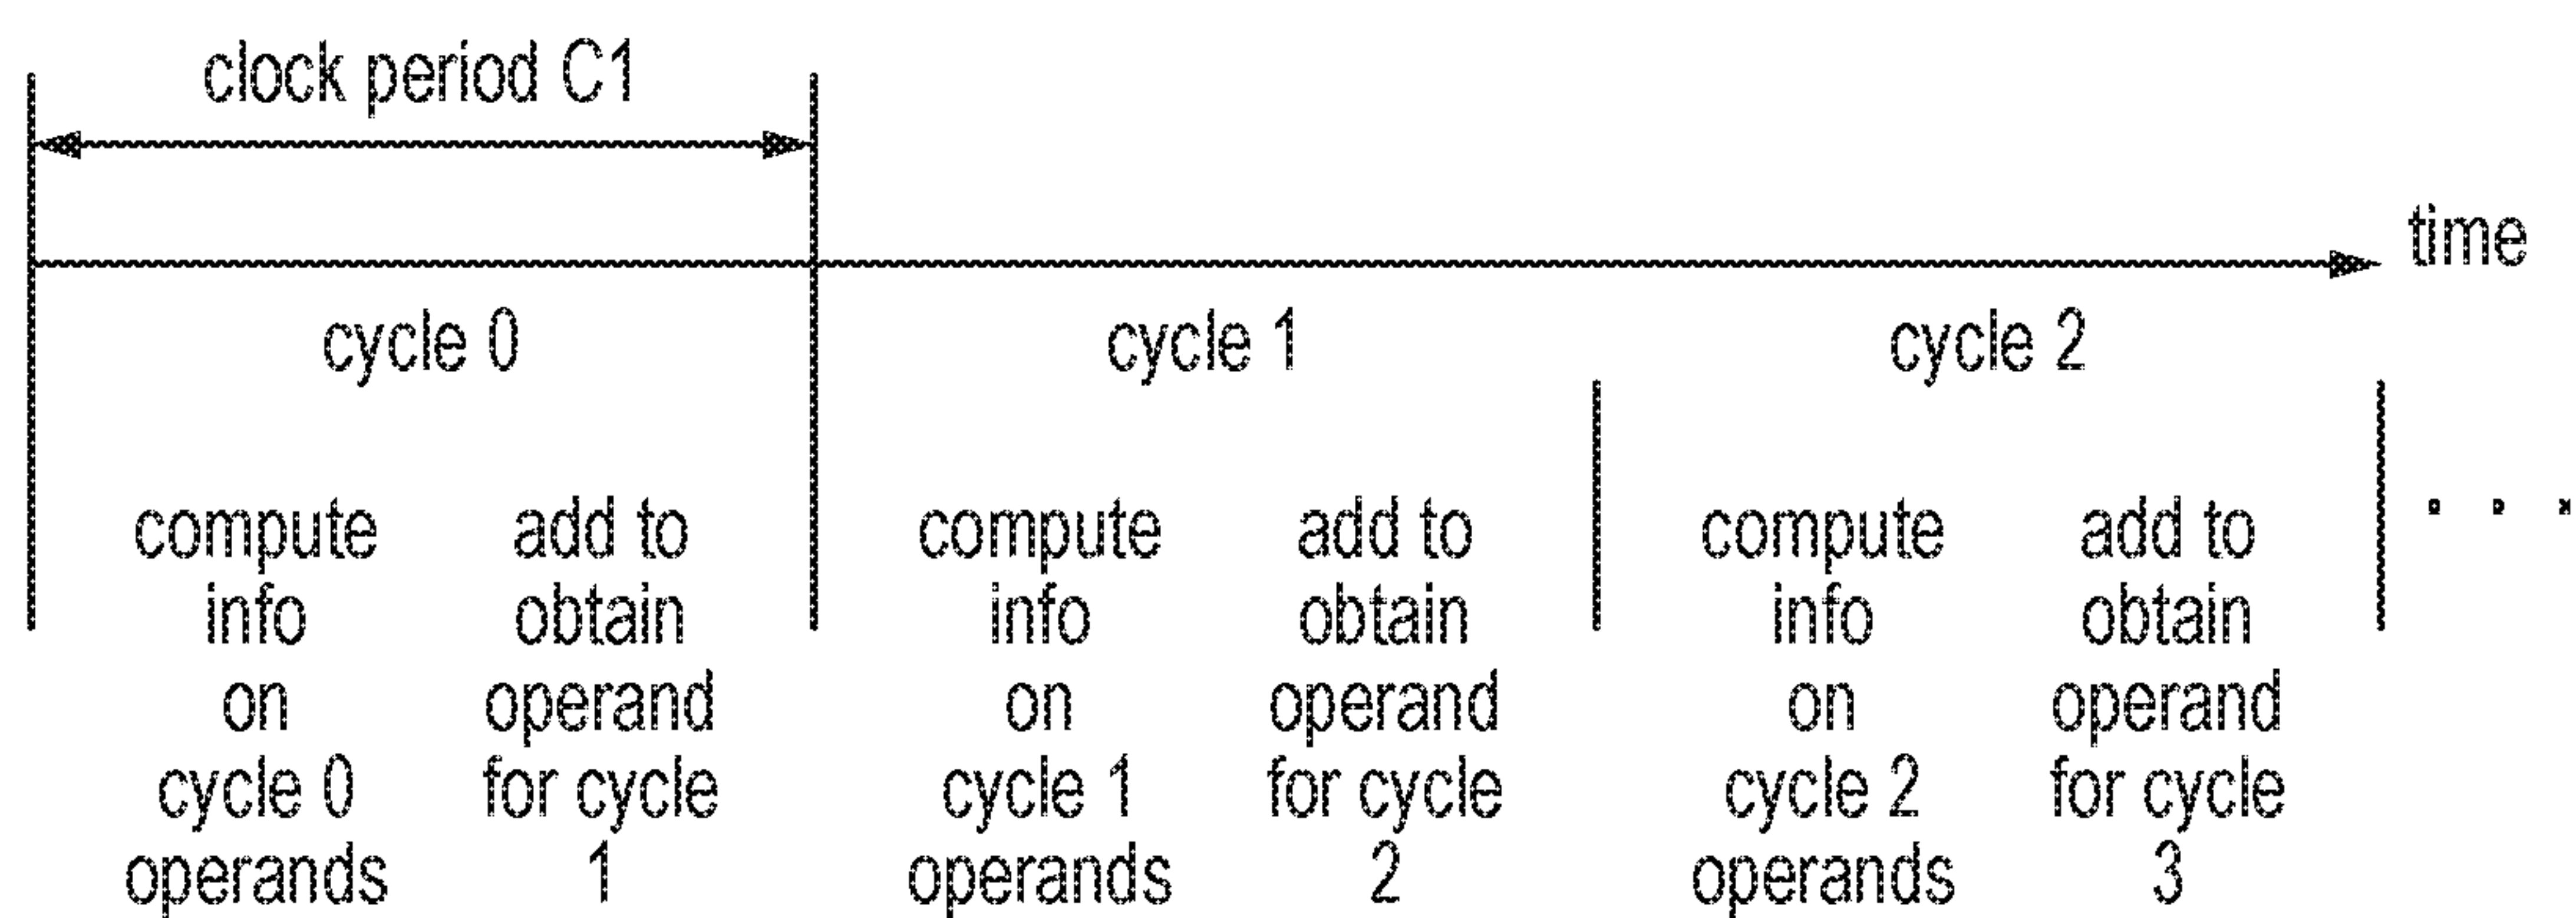 clock period C1
time
cycle 0 cycle 1 cycle 2
compute add to compute add to compute add to . . .
info obtain info obtain info obtain
on operand on operand on operand
cycle 0 for cycle cycle 1 for cycle cycle 2 for cycle
operands 1 operands 2 operands 3